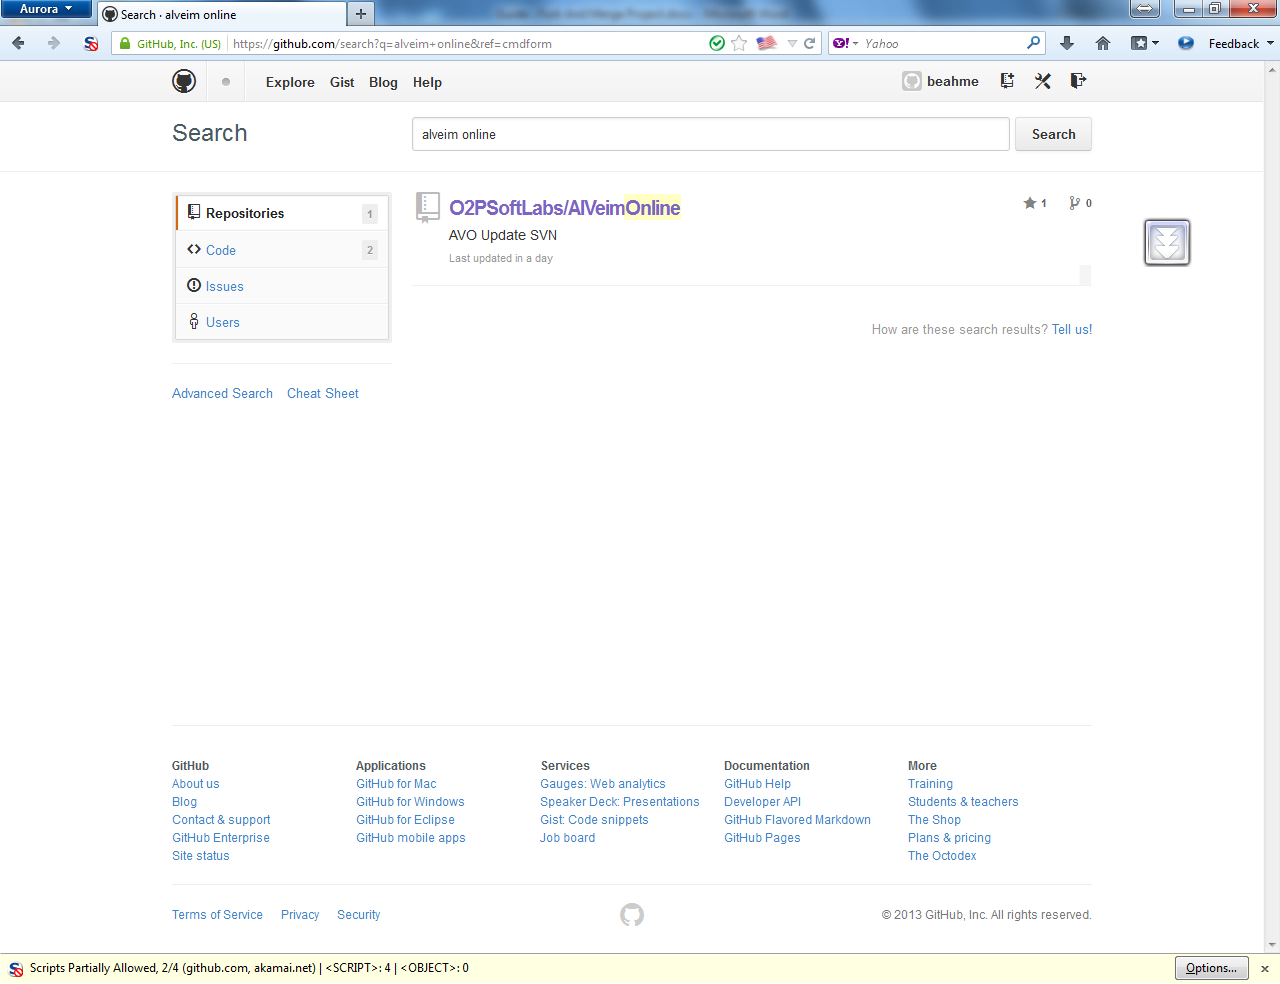 Aurora
Search · alveim online
GitHub, Inc. (US)
https://github.com/search?q=alveim+online&ref=cmdform
Yahoo
Feedback
Explore Gist Blog Help
beahme
Search
alveim online
Search
Repositories 1
Code 2
Issues
Users
Advanced Search Cheat Sheet
O2PSoftLabs/AlVeimOnline
1 0
AVO Update SVN
Last updated in a day
How are these search results? Tell us!
GitHub
About us
Blog
Contact & support
GitHub Enterprise
Site status
Applications
GitHub for Mac
GitHub for Windows
GitHub for Eclipse
GitHub mobile apps
Services
Gauges: Web analytics
Speaker Deck: Presentations
Gist: Code snippets
Job board
Documentation
GitHub Help
Developer API
GitHub Flavored Markdown
GitHub Pages
More
Training
Students & teachers
The Shop
Plans & pricing
The Octodex
Terms of Service Privacy Security
© 2013 GitHub, Inc. All rights reserved.
Scripts Partially Allowed, 2/4 (github.com, akamai.net) | <SCRIPT>: 4 | <OBJECT>: 0
Options...